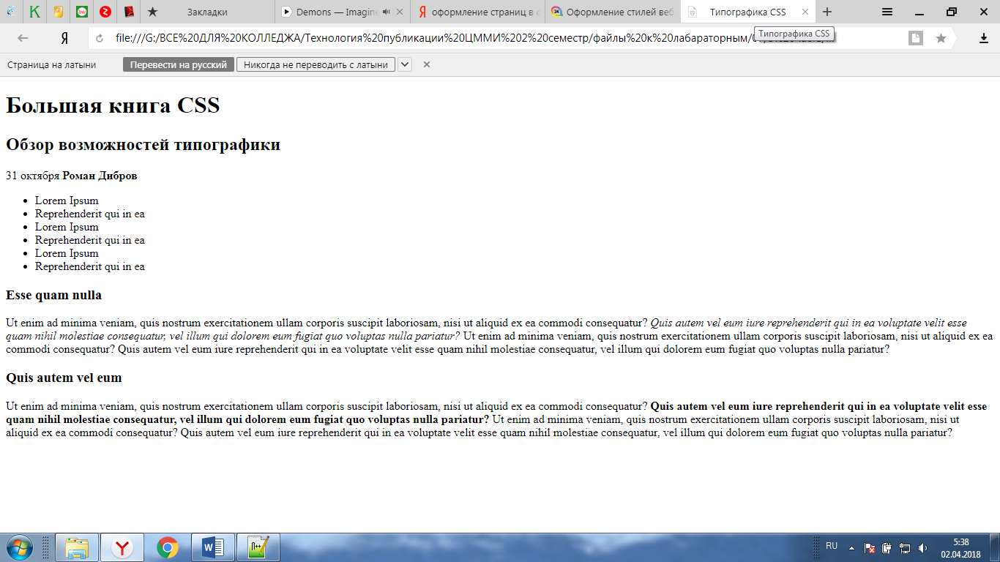 Закладки
Demons — Imagine
оформление страниц в с
Оформление стилей веб
Типографика CSS
file:///G:/ВСЕ%20ДЛЯ%20КОЛЛЕДЖА/Технология%20публикации%20ЦММИ%202%20семестр/файлы%20к%20лабараторным/
Типографика CSS
Страница на латыни Перевести на русский Никогда не переводить с латыни
Большая книга CSS
Обзор возможностей типографики
31 октября Роман Дибров
Lorem Ipsum
Reprehenderit qui in ea
Lorem Ipsum
Reprehenderit qui in ea
Lorem Ipsum
Reprehenderit qui in ea
Esse quam nulla
Ut enim ad minima veniam, quis nostrum exercitationem ullam corporis suscipit laboriosam, nisi ut aliquid ex ea commodi consequatur? Quis autem vel eum iure reprehenderit qui in ea voluptate velit esse
quam nihil molestiae consequatur, vel illum qui dolorem eum fugiat quo voluptas nulla pariatur? Ut enim ad minima veniam, quis nostrum exercitationem ullam corporis suscipit laboriosam, nisi ut aliquid ex ea
commodi consequatur? Quis autem vel eum iure reprehenderit qui in ea voluptate velit esse quam nihil molestiae consequatur, vel illum qui dolorem eum fugiat quo voluptas nulla pariatur?
Quis autem vel eum
Ut enim ad minima veniam, quis nostrum exercitationem ullam corporis suscipit laboriosam, nisi ut aliquid ex ea commodi consequatur? Quis autem vel eum iure reprehenderit qui in ea voluptate velit esse
quam nihil molestiae consequatur, vel illum qui dolorem eum fugiat quo voluptas nulla pariatur? Ut enim ad minima veniam, quis nostrum exercitationem ullam corporis suscipit laboriosam, nisi ut
aliquid ex ea commodi consequatur? Quis autem vel eum iure reprehenderit qui in ea voluptate velit esse quam nihil molestiae consequatur, vel illum qui dolorem eum fugiat quo voluptas nulla pariatur?
RU
5:38
02.04.2018